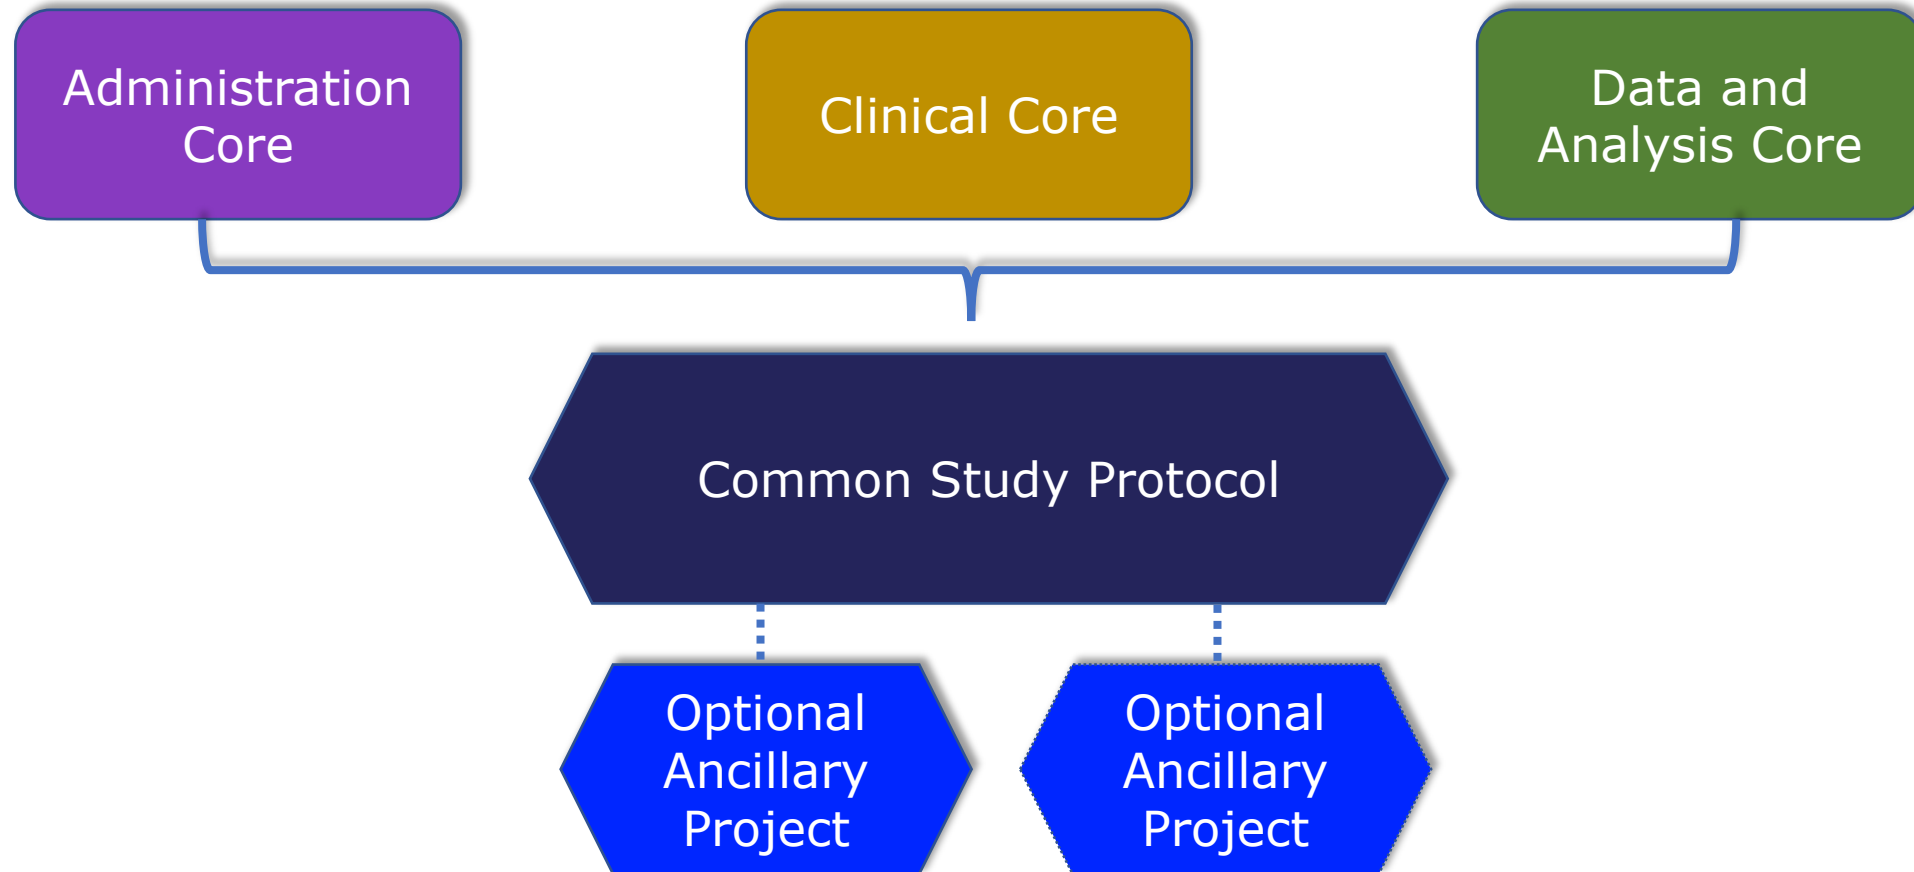 Administration
Core
Clinical Core
Data and
Analysis Core
Common Study Protocol
Optional
Ancillary
Project
Optional
Ancillary
Project